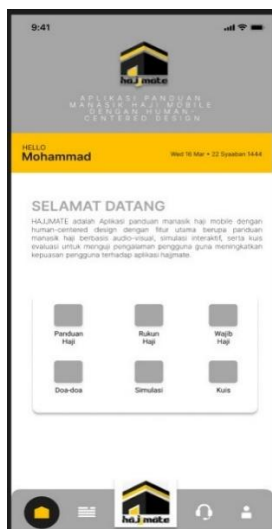 9:41
hajjmate
APLIKASI PANDUAN
MANASIK HAJI MOBILE
DENGAN HUMAN-
CENTERED DESIGN
HELLO
Mohammad
Wed 16 Mar • 22 Syaaban 1444
SELAMAT DATANG
HAJJMATE adalah Aplikasi panduan manasik haji mobile dengan
human-centered design dengan fitur utama berupa panduan
manasik haji berbasis audio-visual, simulasi interaktif, serta kuis
evaluasi untuk menguji pengalaman pengguna guna meningkatkan
kepuasan pengguna terhadap aplikasi hajjmate.
Panduan
Haji
Rukun
Haji
Wajib
Haji
Doa-doa
Simulasi
Kuis
hajjmate